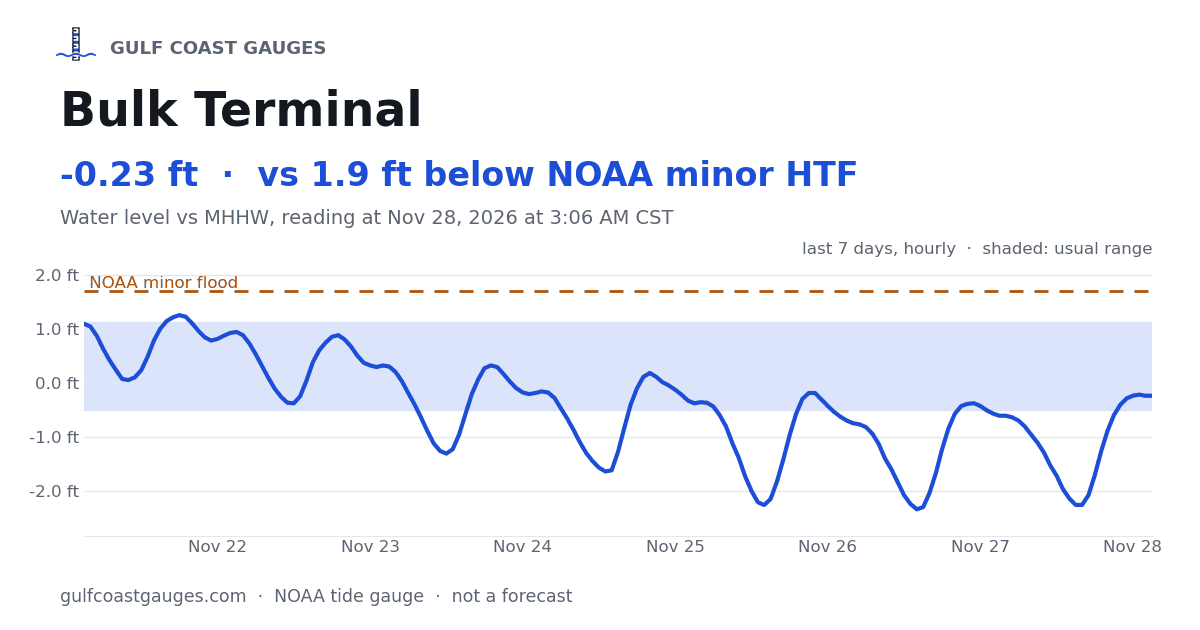 GULF COAST GAUGES
Bulk Terminal
-0.23 ft · vs 1.9 ft below NOAA minor HTF
Water level vs MHHW, reading at Nov 28, 2026 at 3:06 AM CST
last 7 days, hourly · shaded: usual range
2.0 ft
NOAA minor flood
1.0 ft
0.0 ft
-1.0 ft
-2.0 ft
Nov 22 Nov 23 Nov 24 Nov 25 Nov 26 Nov 27 Nov 28
gulfcoastgauges.com · NOAA tide gauge · not a forecast